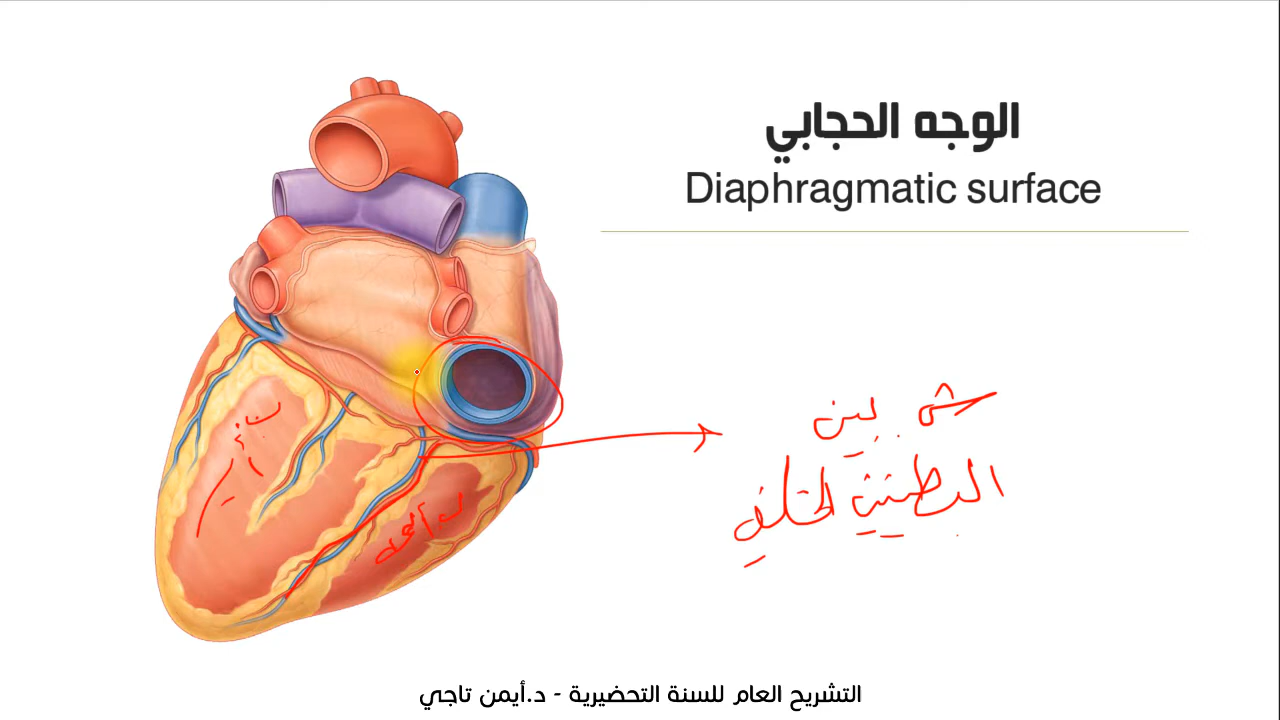 الوجه الحجابي
Diaphragmatic surface
ش بين
البطينين الخلفي
التشريح العام للسنة التحضيرية - د.أيمن تاجي